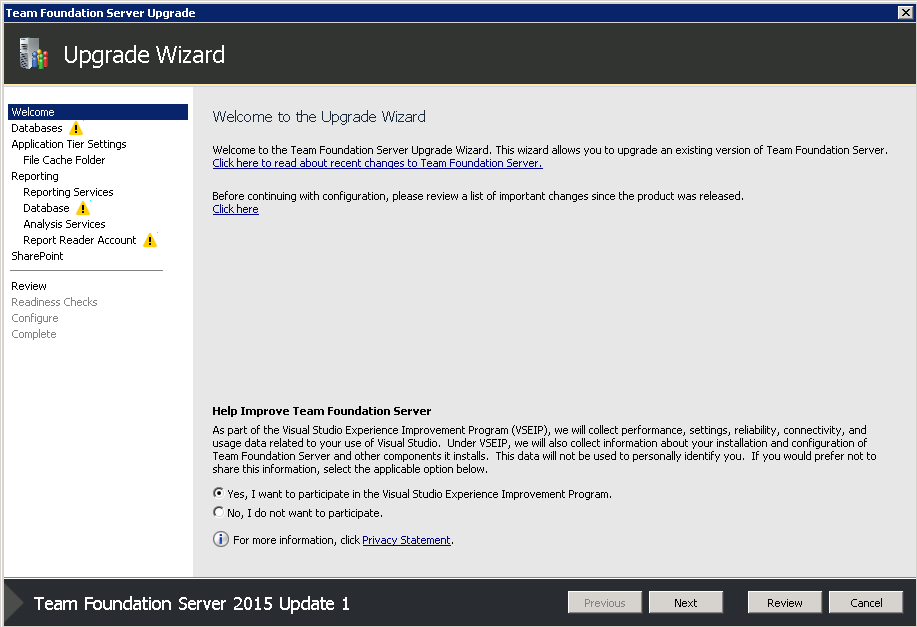 Team Foundation Server Upgrade
Upgrade Wizard
Welcome
Databases
Application Tier Settings
File Cache Folder
Reporting
Reporting Services
Database
Analysis Services
Report Reader Account
SharePoint
Review
Readiness Checks
Configure
Complete
Welcome to the Upgrade Wizard
Welcome to the Team Foundation Server Upgrade Wizard. This wizard allows you to upgrade an existing version of Team Foundation Server.
Click here to read about recent changes to Team Foundation Server.
Before continuing with configuration, please review a list of important changes since the product was released.
Click here
Help Improve Team Foundation Server
As part of the Visual Studio Experience Improvement Program (VSEIP), we will collect performance, settings, reliability, connectivity, and
usage data related to your use of Visual Studio. Under VSEIP, we will also collect information about your installation and configuration of
Team Foundation Server and other components it installs. This data will not be used to personally identify you. If you would prefer not to
share this information, select the applicable option below.
Yes, I want to participate in the Visual Studio Experience Improvement Program.
No, I do not want to participate.
For more information, click Privacy Statement.
Team Foundation Server 2015 Update 1
Previous
Next
Review
Cancel